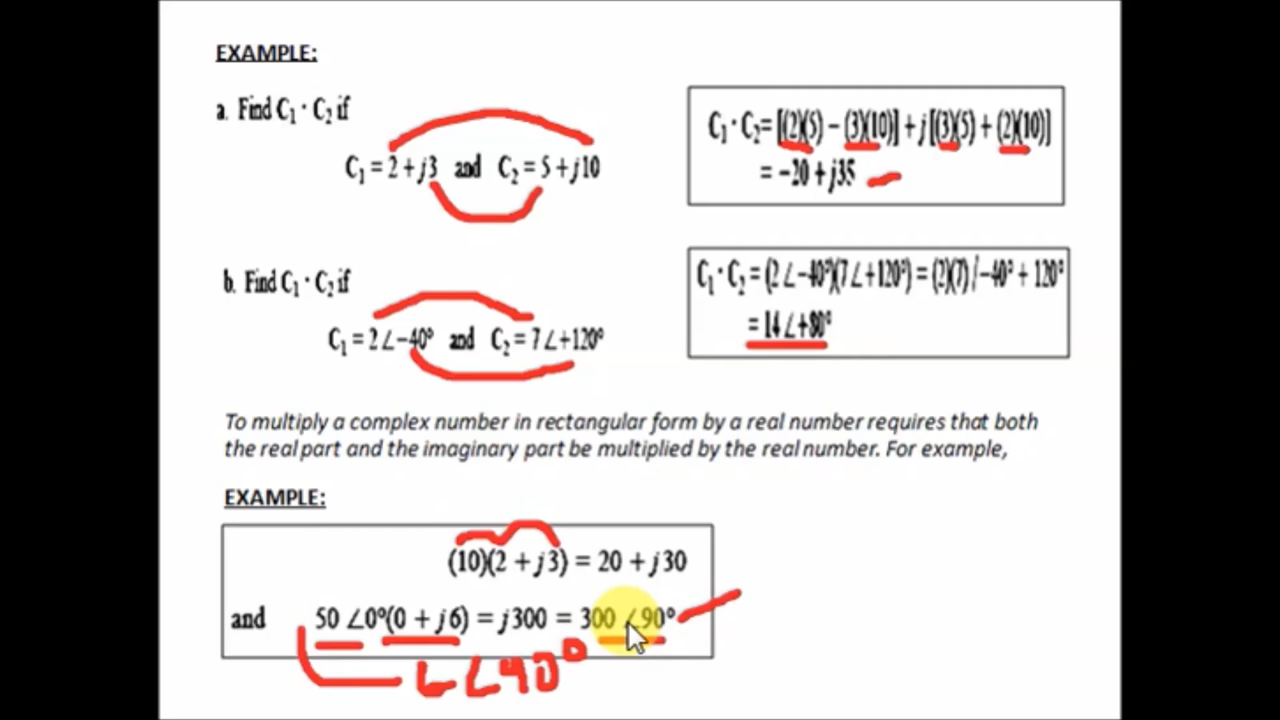 EXAMPLE:
a. Find C₁ · C₂ if
C₁ = 2 + j3 and C₂ = 5 + j10
C₁ · C₂ = [(2)(5) − (3)(10)] + j[(3)(5) + (2)(10)]
= −20 + j35
b. Find C₁ · C₂ if
C₁ = 2 ∠−40° and C₂ = 7 ∠+120°
C₁ · C₂ = (2 ∠−40°)(7 ∠+120°) = (2)(7) /−40° + 120°
= 14 ∠+80°
To multiply a complex number in rectangular form by a real number requires that both
the real part and the imaginary part be multiplied by the real number. For example,
EXAMPLE:
(10)(2 + j3) = 20 + j30
and 50 ∠0°(0 + j6) = j300 = 300 ∠90°
6 ∠90°